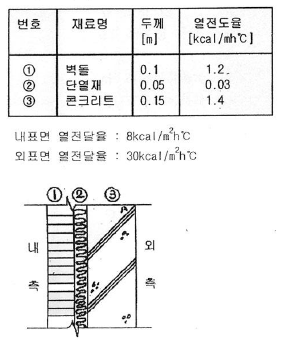 번호 재료명 두께 [m] 열전도율 [kcal/mh℃]
① 벽돌 0.1 1.2
② 단열재 0.05 0.03
③ 콘크리트 0.15 1.4
내표면 열전달율 : 8kcal/m²h℃
외표면 열전달율 : 30kcal/m²h℃
① ② ③
내 외
측 측